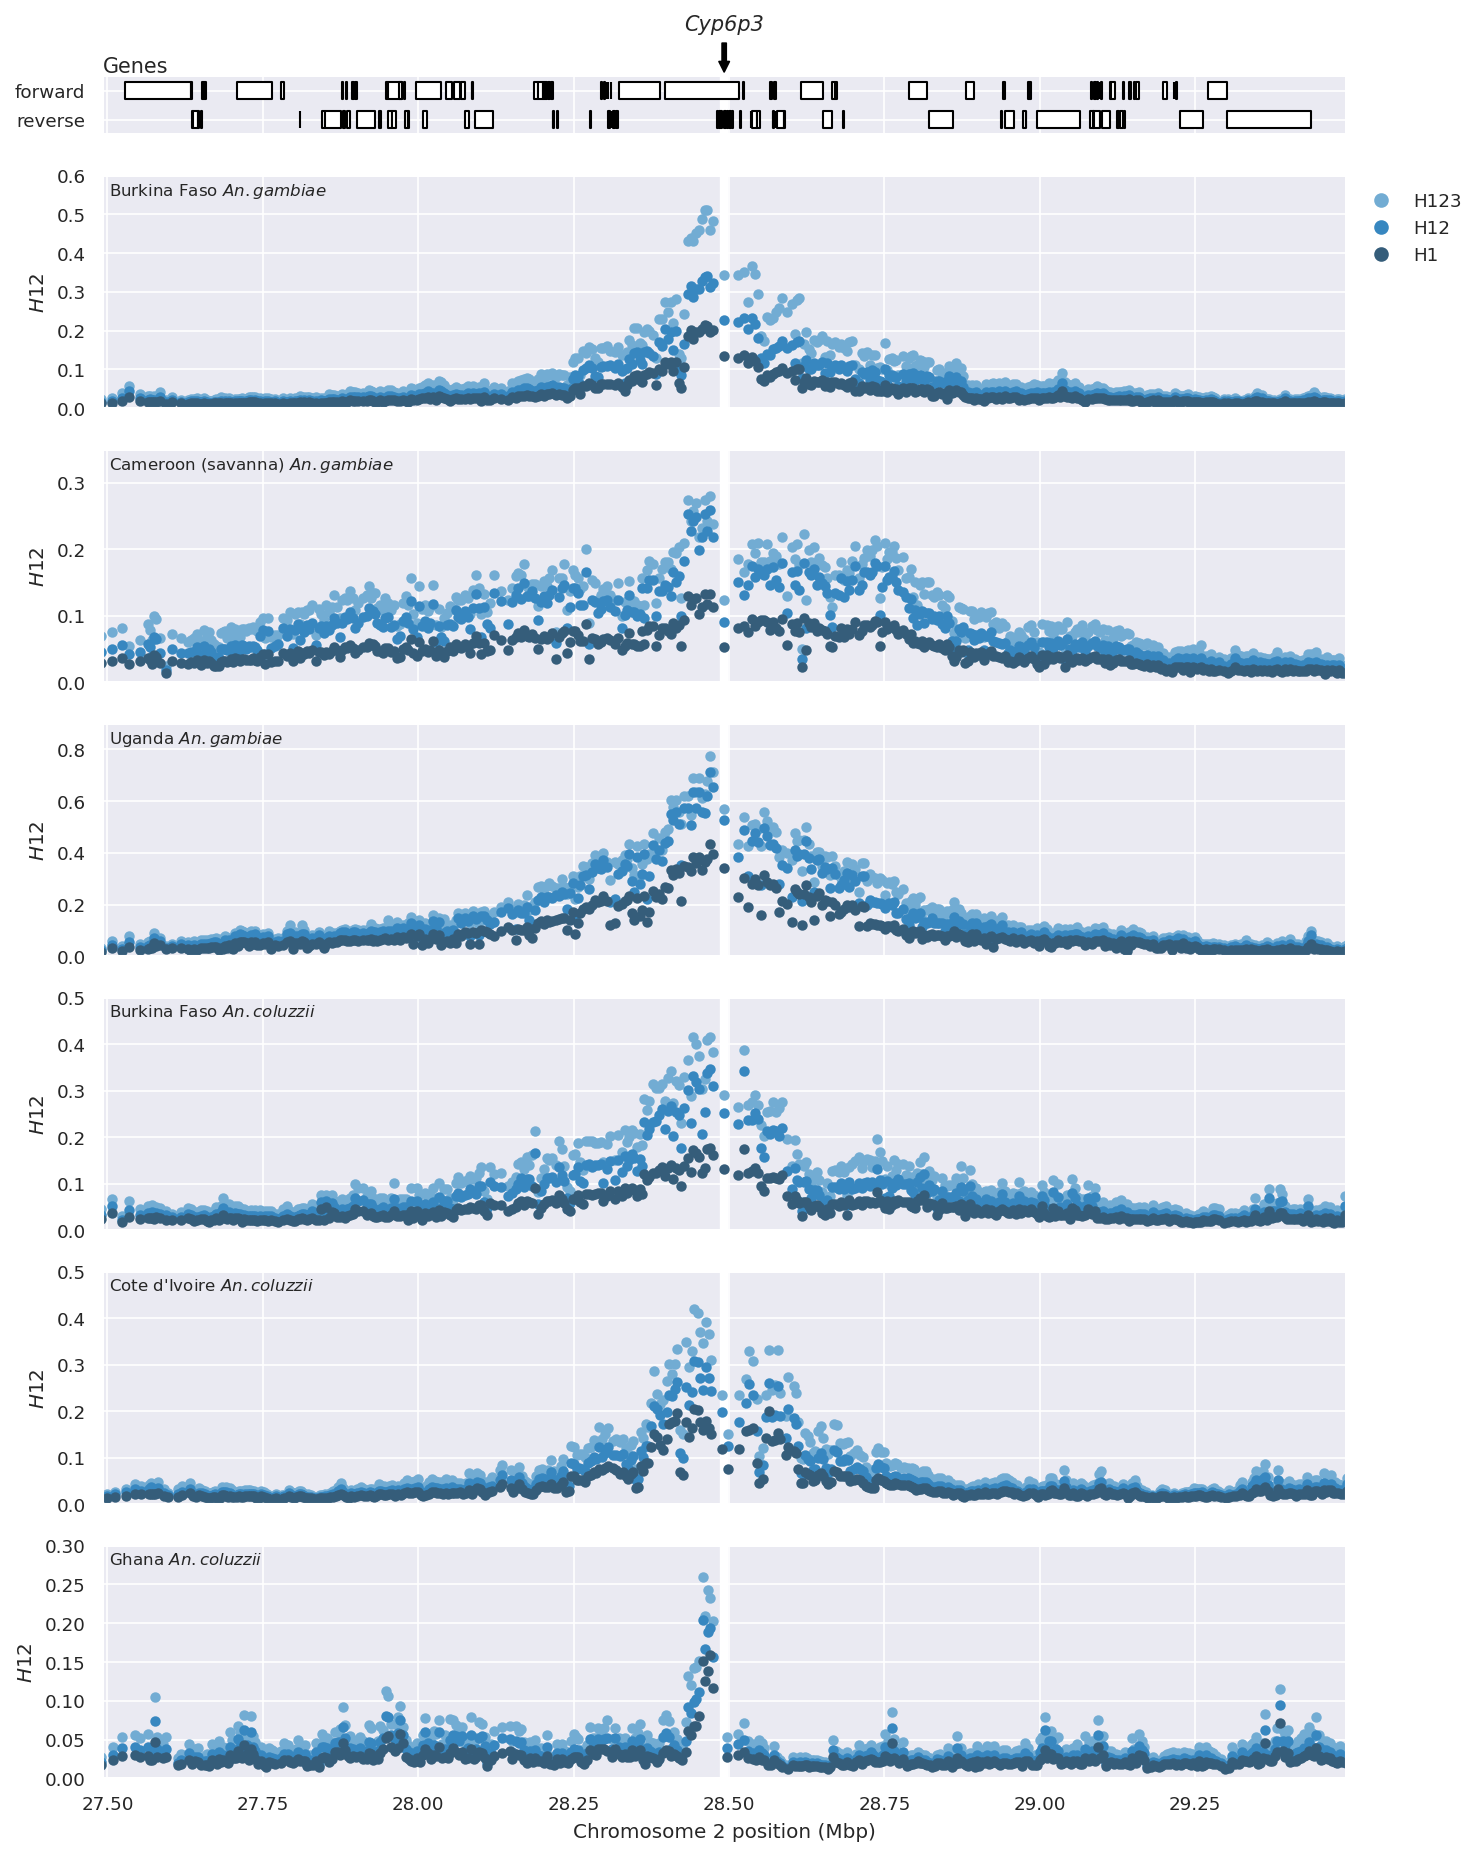 Cyp6p3
Genes
forward
reverse
0.6
0.5
0.4
0.3
0.2
0.1
0.0
H12
Burkina Faso An. gambiae
H123
H12
H1
0.3
0.2
0.1
0.0
H12
Cameroon (savanna) An. gambiae
0.8
0.6
0.4
0.2
0.0
H12
Uganda An. gambiae
0.5
0.4
0.3
0.2
0.1
0.0
H12
Burkina Faso An. coluzzii
0.5
0.4
0.3
0.2
0.1
0.0
H12
Cote d'Ivoire An. coluzzii
0.30
0.25
0.20
0.15
0.10
0.05
0.00
H12
Ghana An. coluzzii
27.50 27.75 28.00 28.25 28.50 28.75 29.00 29.25
Chromosome 2 position (Mbp)